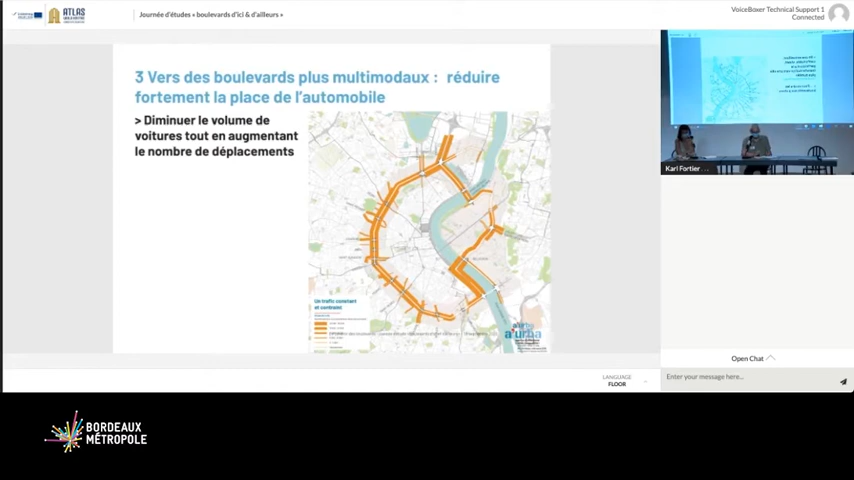 Interreg
ATLAS
Journée d'études « boulevards d'ici & d'ailleurs »
VoiceBoxer Technical Support 1
Connected
3 Vers des boulevards plus multimodaux : réduire
fortement la place de l'automobile
> Diminuer le volume de
voitures tout en augmentant
le nombre de déplacements
Un trafic constant
et contraint
a'urba
Karl Fortier ...
Open Chat
Enter your message here...
LANGUAGE
FLOOR
BORDEAUX
MÉTROPOLE